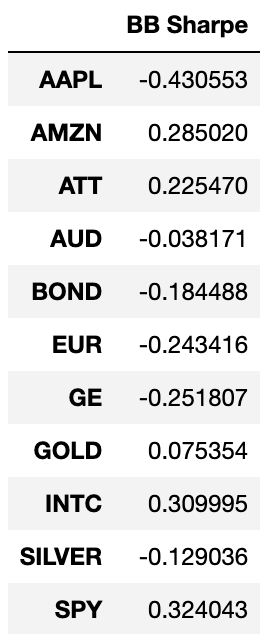 BB Sharpe
AAPL -0.430553
AMZN 0.285020
ATT 0.225470
AUD -0.038171
BOND -0.184488
EUR -0.243416
GE -0.251807
GOLD 0.075354
INTC 0.309995
SILVER -0.129036
SPY 0.324043